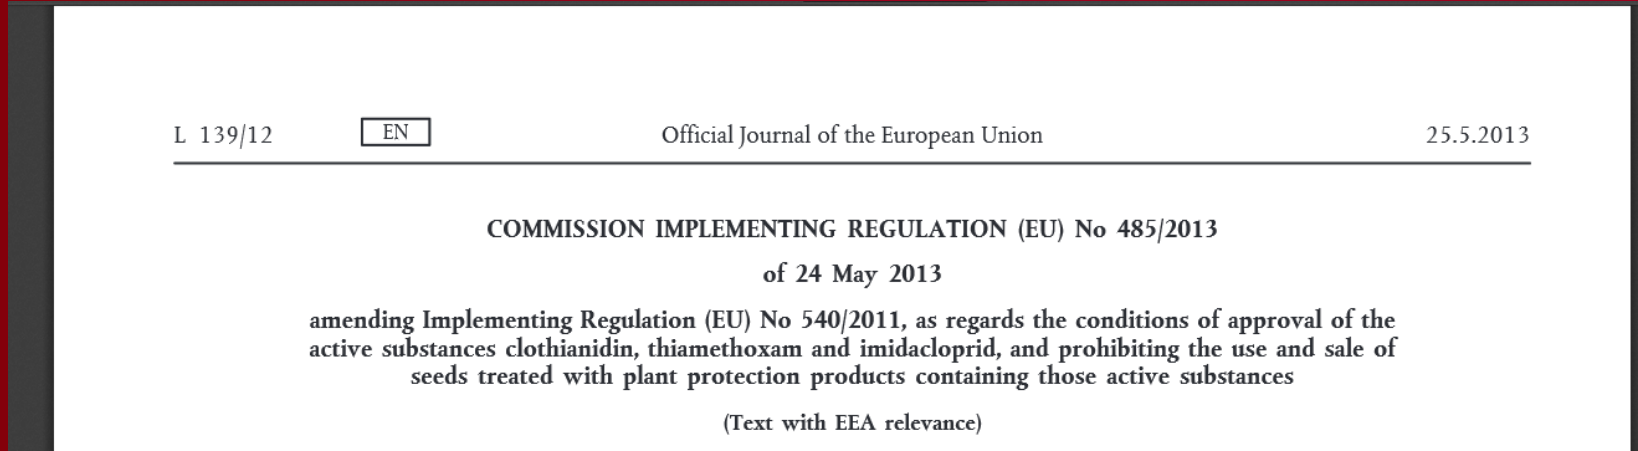 L 139/12 EN Official Journal of the European Union 25.5.2013
COMMISSION IMPLEMENTING REGULATION (EU) No 485/2013
of 24 May 2013
amending Implementing Regulation (EU) No 540/2011, as regards the conditions of approval of the
active substances clothianidin, thiamethoxam and imidacloprid, and prohibiting the use and sale of
seeds treated with plant protection products containing those active substances
(Text with EEA relevance)